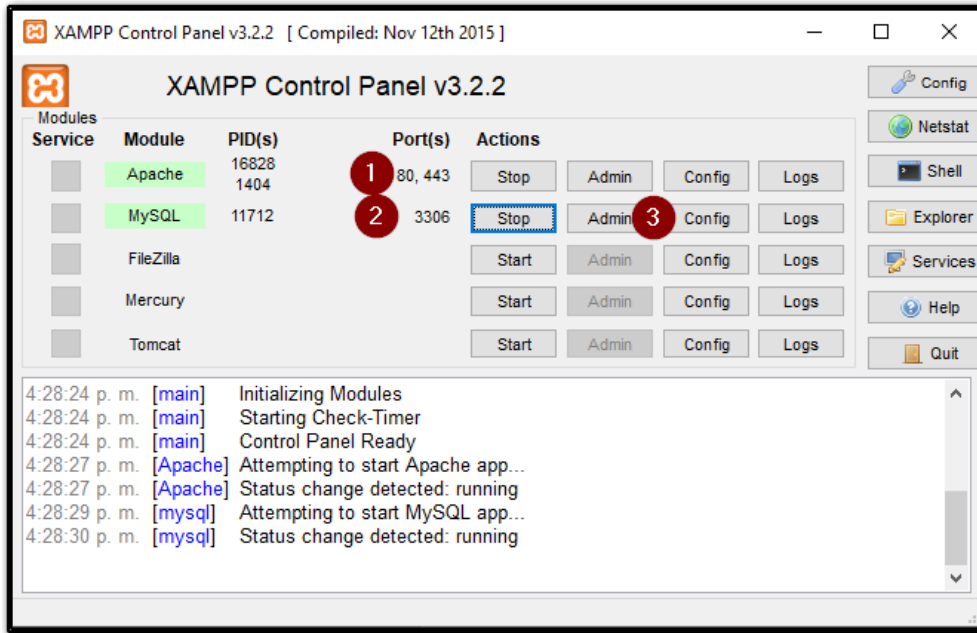 XAMPP Control Panel v3.2.2 [ Compiled: Nov 12th 2015 ]
XAMPP Control Panel v3.2.2
Modules
Service Module PID(s) Port(s) Actions
Apache 16828 1404 1 80, 443 Stop Admin Config Logs
MySQL 11712 2 3306 Stop Admin 3 Config Logs
FileZilla Start Admin Config Logs
Mercury Start Admin Config Logs
Tomcat Start Admin Config Logs
Config
Netstat
Shell
Explorer
Services
Help
Quit
4:28:24 p. m. [main] Initializing Modules
4:28:24 p. m. [main] Starting Check-Timer
4:28:24 p. m. [main] Control Panel Ready
4:28:27 p. m. [Apache] Attempting to start Apache app...
4:28:27 p. m. [Apache] Status change detected: running
4:28:29 p. m. [mysql] Attempting to start MySQL app...
4:28:30 p. m. [mysql] Status change detected: running